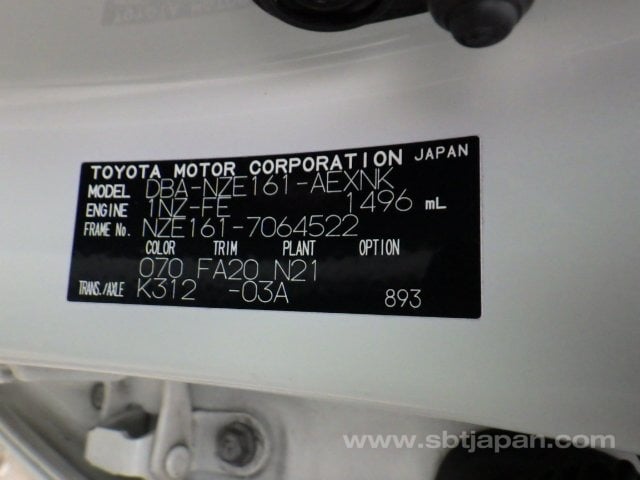 TOYOTA MOTOR CORPORATION JAPAN
MODEL DBA-NZE161-AEXNK
ENGINE 1NZ-FE 1496 mL
FRAME No. NZE161-7064522
COLOR TRIM PLANT OPTION
070 FA20 N21
TRANS./AXLE K312 -03A 893
www.sbtjapan.com